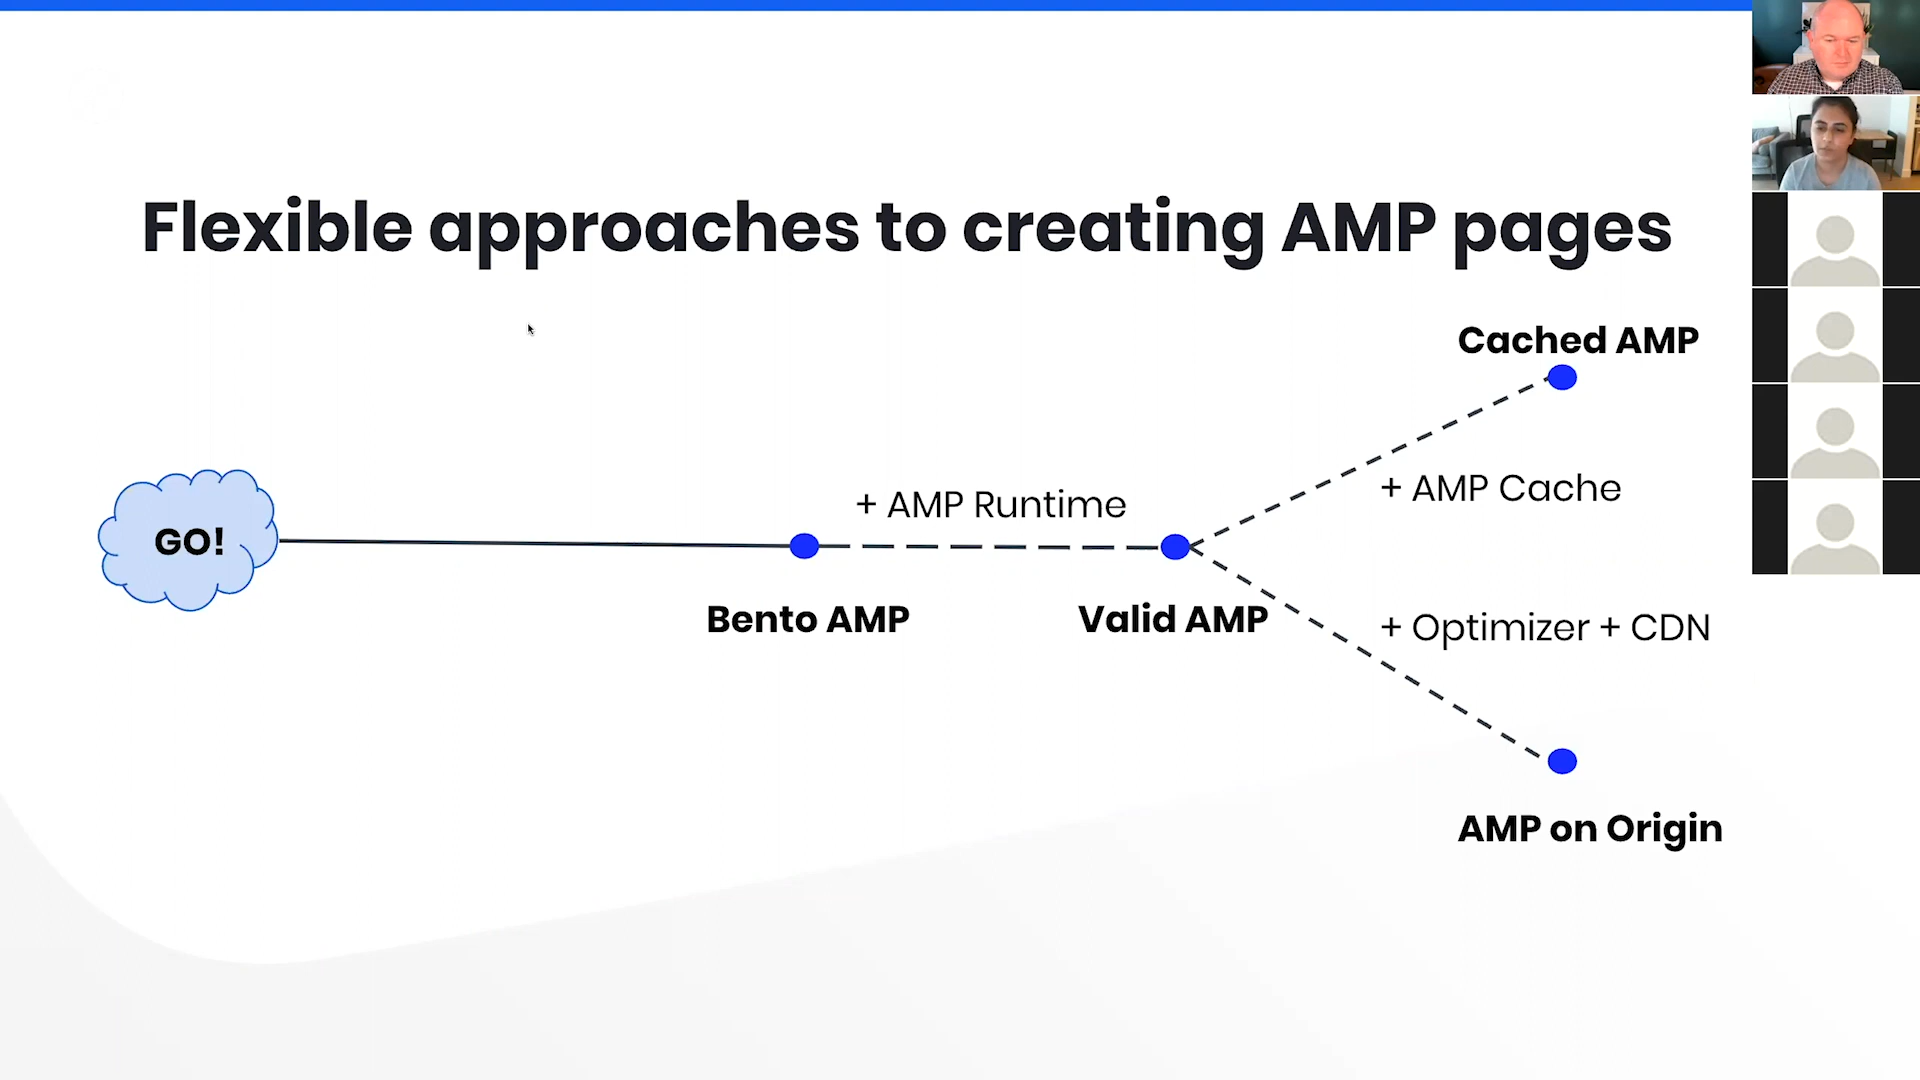 Flexible approaches to creating AMP pages
Cached AMP
+ AMP Cache
+ AMP Runtime
GO!
Bento AMP
Valid AMP
+ Optimizer + CDN
AMP on Origin